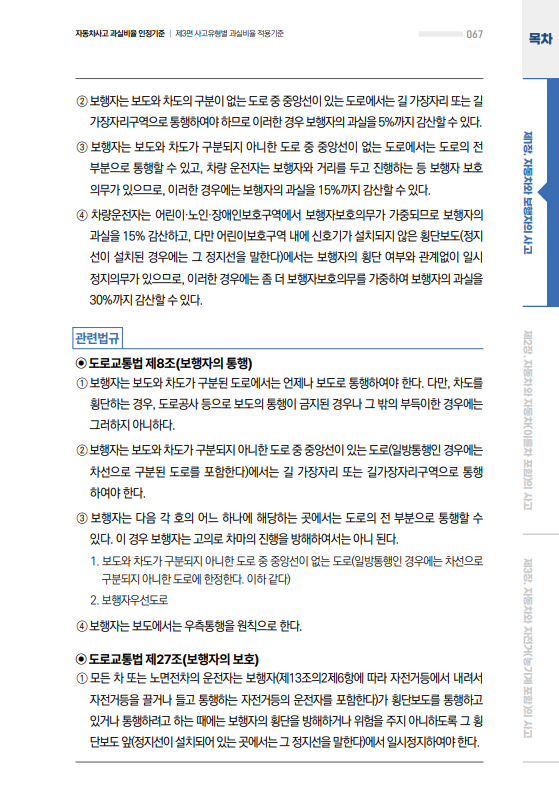 자동차사고 과실비율 인정기준 | 제3편 사고유형별 과실비율 적용기준
067
목차
② 보행자는 보도와 차도의 구분이 없는 도로 중 중앙선이 있는 도로에서는 길 가장자리 또는 길
가장자리구역으로 통행하여야 하므로 이러한 경우 보행자의 과실을 5%까지 감산할 수 있다.
③ 보행자는 보도와 차도가 구분되지 아니한 도로 중 중앙선이 없는 도로에서는 도로의 전
부분으로 통행할 수 있고, 차량 운전자는 보행자와 거리를 두고 진행하는 등 보행자 보호
의무가 있으므로, 이러한 경우에는 보행자의 과실을 15%까지 감산할 수 있다.
④ 차량운전자는 어린이·노인·장애인보호구역에서 보행자보호의무가 가중되므로 보행자의
과실을 15% 감산하고, 다만 어린이보호구역 내에 신호기가 설치되지 않은 횡단보도(정지
선이 설치된 경우에는 그 정지선을 말한다)에서는 보행자의 횡단 여부와 관계없이 일시
정지의무가 있으므로, 이러한 경우에는 좀 더 보행자보호의무를 가중하여 보행자의 과실을
30%까지 감산할 수 있다.
관련법규
◉ 도로교통법 제8조(보행자의 통행)
① 보행자는 보도와 차도가 구분된 도로에서는 언제나 보도로 통행하여야 한다. 다만, 차도를
횡단하는 경우, 도로공사 등으로 보도의 통행이 금지된 경우나 그 밖의 부득이한 경우에는
그러하지 아니하다.
② 보행자는 보도와 차도가 구분되지 아니한 도로 중 중앙선이 있는 도로(일방통행인 경우에는
차선으로 구분된 도로를 포함한다)에서는 길 가장자리 또는 길가장자리구역으로 통행
하여야 한다.
③ 보행자는 다음 각 호의 어느 하나에 해당하는 곳에서는 도로의 전 부분으로 통행할 수
있다. 이 경우 보행자는 고의로 차마의 진행을 방해하여서는 아니 된다.
1. 보도와 차도가 구분되지 아니한 도로 중 중앙선이 없는 도로(일방통행인 경우에는 차선으로
구분되지 아니한 도로에 한정한다. 이하 같다)
2. 보행자우선도로
④ 보행자는 보도에서는 우측통행을 원칙으로 한다.
◉ 도로교통법 제27조(보행자의 보호)
① 모든 차 또는 노면전차의 운전자는 보행자(제13조의2제6항에 따라 자전거등에서 내려서
자전거등을 끌거나 들고 통행하는 자전거등의 운전자를 포함한다)가 횡단보도를 통행하고
있거나 통행하려고 하는 때에는 보행자의 횡단을 방해하거나 위험을 주지 아니하도록 그 횡
단보도 앞(정지선이 설치되어 있는 곳에서는 그 정지선을 말한다)에서 일시정지하여야 한다.
제1장. 자동차와 보행자의 사고
제2장. 자동차와 자동차(이륜차 포함)의 사고
제3장. 자동차와 자전거(농기계 포함)의 사고